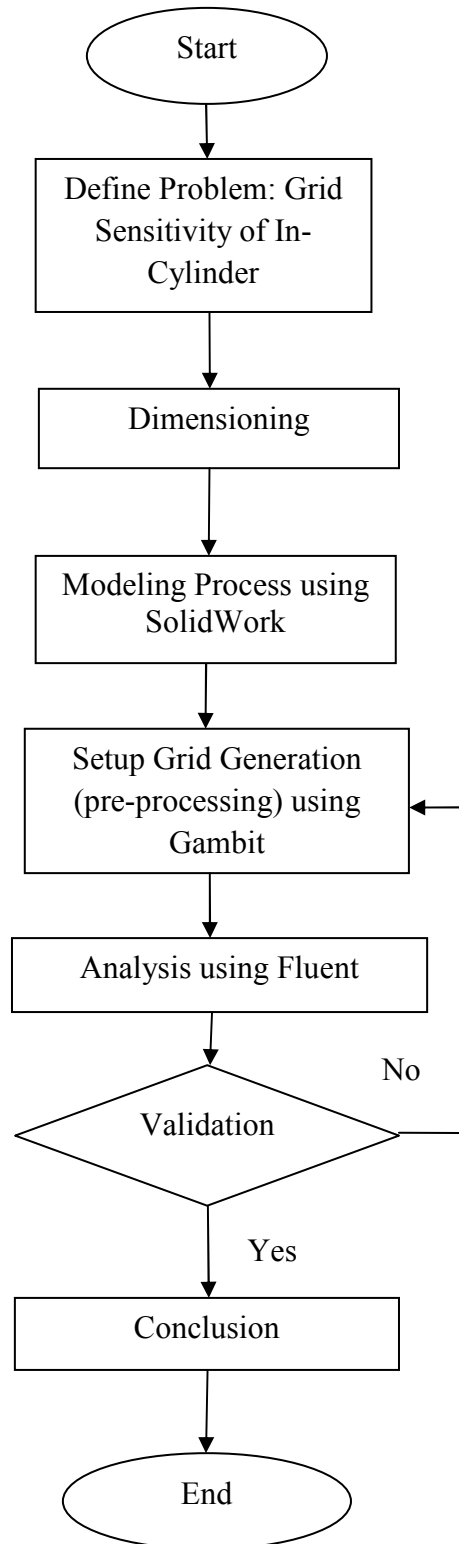 Start
Define Problem: Grid
Sensitivity of In-
Cylinder
Dimensioning
Modeling Process using
SolidWork
Setup Grid Generation
(pre-processing) using
Gambit
Analysis using Fluent
No
Validation
Yes
Conclusion
End